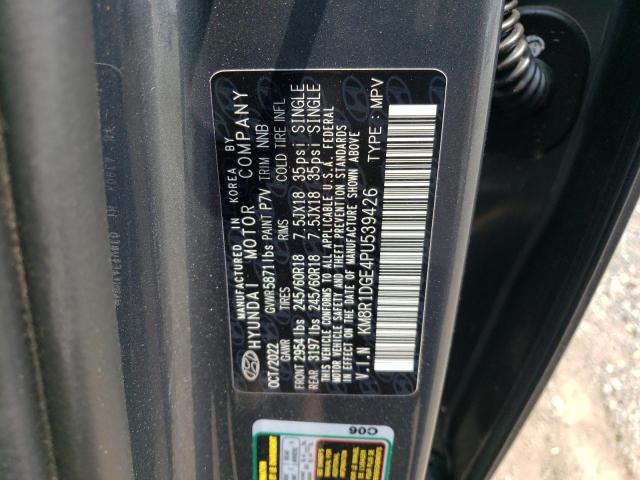 MANUFACTURED IN KOREA BY
HYUNDAI MOTOR COMPANY
OCT/2022 GVWR 5871 lbs PAINT P7V TRIM NNB
GAWR TIRES RIMS COLD TIRE INFL
FRONT 2954 lbs 245/60R18 7.5JX18 35psi SINGLE
REAR 3197 lbs 245/60R18 7.5JX18 35psi SINGLE
THIS VEHICLE CONFORMS TO ALL APPLICABLE U.S.A. FEDERAL
MOTOR VEHICLE SAFETY AND THEFT PREVENTION STANDARDS
IN EFFECT ON THE DATE OF MANUFACTURE SHOWN ABOVE
V.I.N KM8R1DGE4PU539426 TYPE : MPV
C06